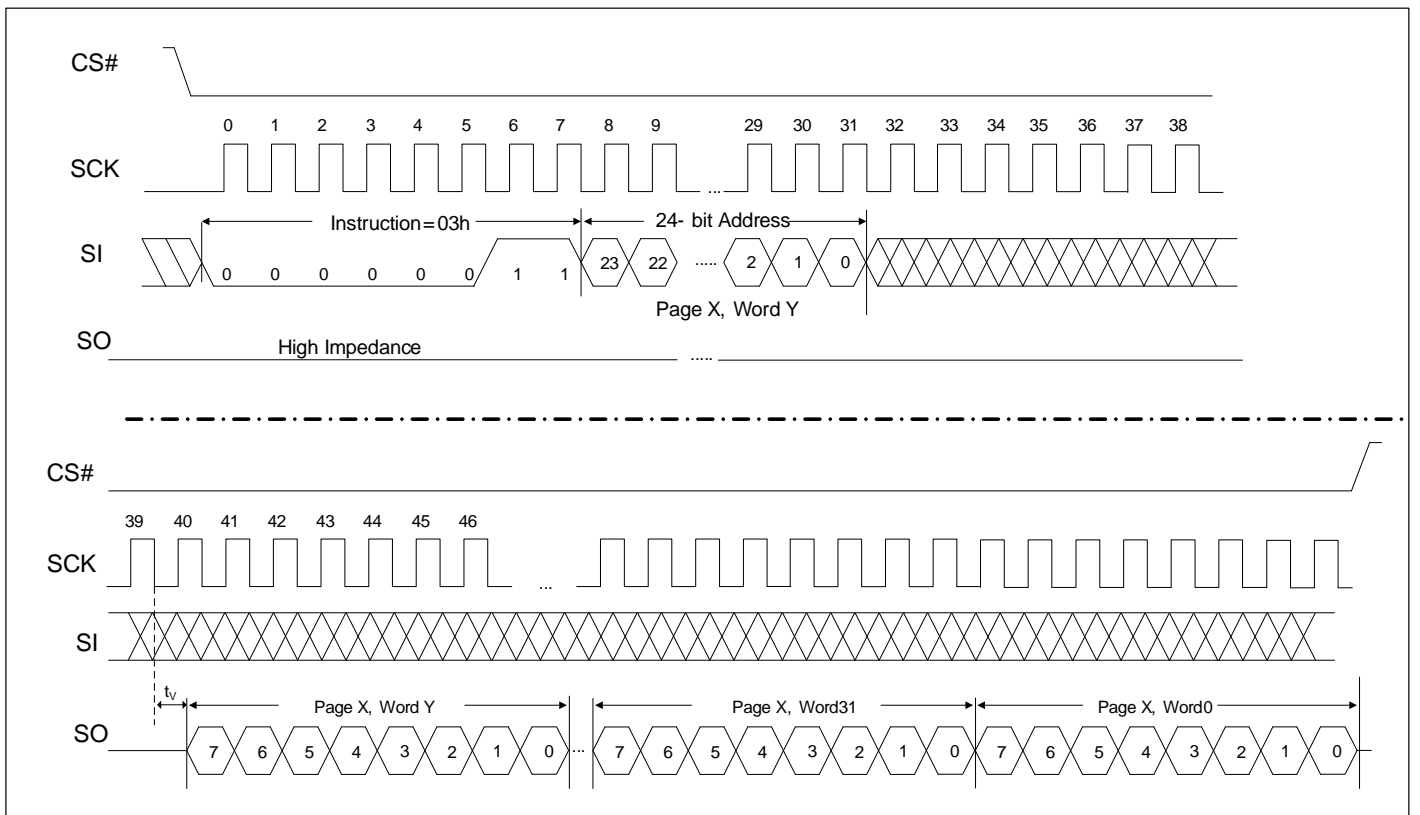 CS#
0 1 2 3 4 5 6 7 8 9 29 30 31 32 33 34 35 36 37 38
SCK
...
Instruction=03h
24- bit Address
SI
0 0 0 0 0 0 1 1 23 22 ..... 2 1 0
Page X, Word Y
SO
High Impedance
.....
CS#
39 40 41 42 43 44 45 46
SCK
...
SI
tV
Page X, Word Y
Page X, Word31
Page X, Word0
SO
7 6 5 4 3 2 1 0 ... 7 6 5 4 3 2 1 0 7 6 5 4 3 2 1 0